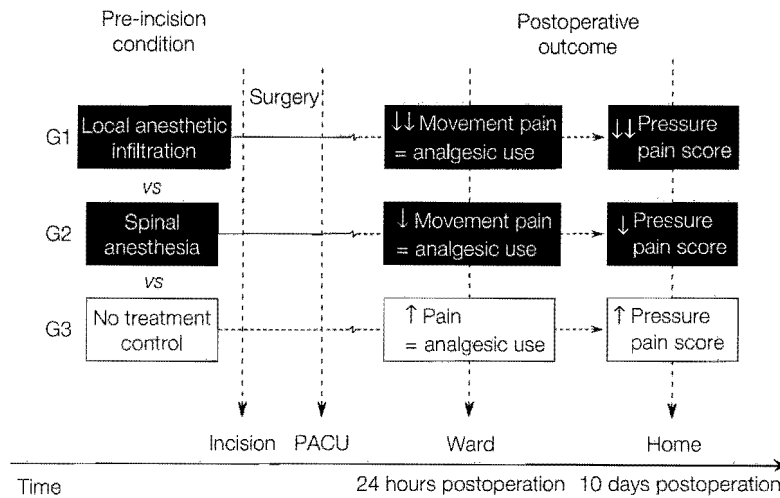 Pre-incision
condition
Postoperative
outcome
Surgery
G1
Local anesthetic
infiltration
↓↓ Movement pain
= analgesic use
↓↓ Pressure
pain score
vs
G2
Spinal
anesthesia
↓ Movement pain
= analgesic use
↓ Pressure
pain score
vs
G3
No treatment
control
↑ Pain
= analgesic use
↑ Pressure
pain score
Incision PACU Ward Home
Time 24 hours postoperation 10 days postoperation